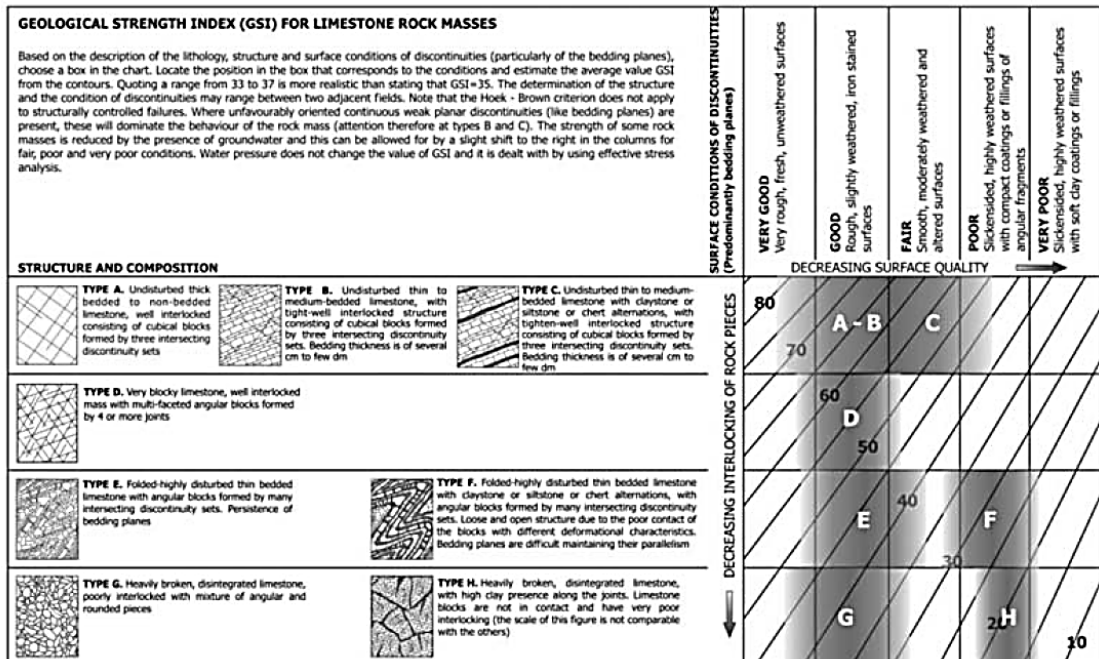 GEOLOGICAL STRENGTH INDEX (GSI) FOR LIMESTONE ROCK MASSES
Based on the description of the lithology, structure and surface conditions of discontinuities (particularly of the bedding planes),
choose a box in the chart. Locate the position in the box that corresponds to the conditions and estimate the average value GSI
from the contours. Quoting a range from 33 to 37 is more realistic than stating that GSI=35. The determination of the structure
and the condition of discontinuities may range between two adjacent fields. Note that the Hoek - Brown criterion does not apply
to structurally controlled failures. Where unfavourably oriented continuous weak planar discontinuities (like bedding planes) are
present, these will dominate the behaviour of the rock mass (attention therefore at types B and C). The strength of some rock
masses is reduced by the presence of groundwater and this can be allowed for by a slight shift to the right in the columns for
fair, poor and very poor conditions. Water pressure does not change the value of GSI and it is dealt with by using effective stress
analysis.
STRUCTURE AND COMPOSITION
SURFACE CONDITIONS OF DISCONTINUITIES
(Predominantly bedding planes)
VERY GOOD
Very rough, fresh, unweathered surfaces
GOOD
Rough, slightly weathered, iron stained
surfaces
FAIR
Smooth, moderately weathered and
altered surfaces
POOR
Slickensided, highly weathered surfaces
with compact coatings or fillings of
angular fragments
VERY POOR
Slickensided, highly weathered surfaces
with soft clay coatings or fillings
DECREASING SURFACE QUALITY
TYPE A. Undisturbed thick
bedded to non-bedded
limestone, well interlocked
consisting of cubical blocks
formed by three intersecting
discontinuity sets
TYPE B. Undisturbed thin to
medium-bedded limestone, with
tight-well interlocked structure
consisting of cubical blocks formed
by three intersecting discontinuity
sets. Bedding thickness is of several
cm to few dm
TYPE C. Undisturbed thin to medium-
bedded limestone with claystone or
siltstone or chert alternations, with
tighten-well interlocked structure
consisting of cubical blocks formed
by three intersecting discontinuity
sets. Bedding thickness is of several
cm to few dm
TYPE D. Very blocky limestone, well interlocked
mass with multi-faceted angular blocks formed
by 4 or more joints
TYPE E. Folded-highly disturbed thin bedded
limestone with angular blocks formed by many
intersecting discontinuity sets. Persistence of
bedding planes
TYPE F. Folded-highly disturbed thin bedded limestone
with claystone or siltstone or chert alternations, with
angular blocks formed by many intersecting discontinuity
sets. Loose and open structure due to the poor contact of
the blocks with different deformational characteristics.
Bedding planes are difficult maintaining their parallelism
TYPE G. Heavily broken, disintegrated limestone,
poorly interlocked with mixture of angular and
rounded pieces
TYPE H. Heavily broken, disintegrated limestone,
with high clay presence along the joints. Limestone
blocks are not in contact and have very poor
interlocking (the scale of this figure is not comparable
with the others)
DECREASING INTERLOCKING OF ROCK PIECES
80
A - B
C
70
60
D
50
E
40
F
30
G
20
H
10